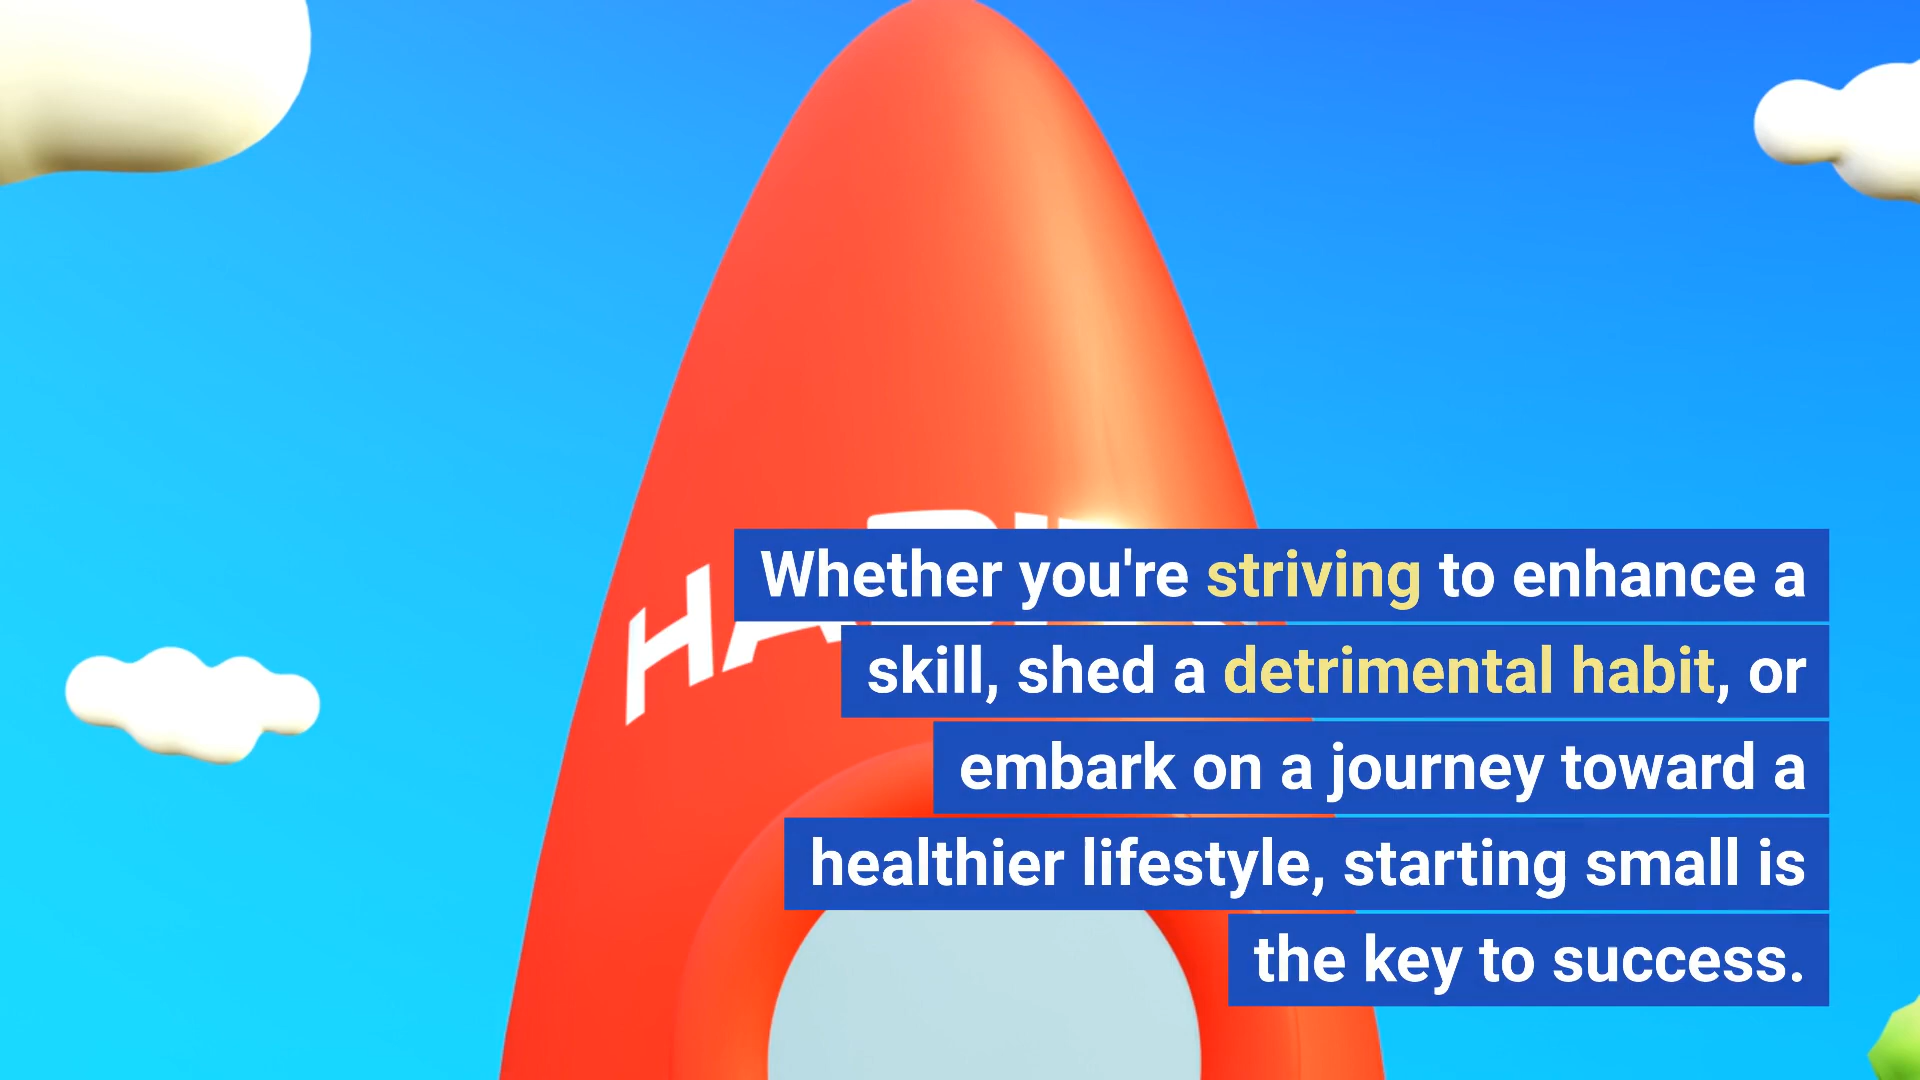 Whether you're striving to enhance a
skill, shed a detrimental habit, or
embark on a journey toward a
healthier lifestyle, starting small is
the key to success.